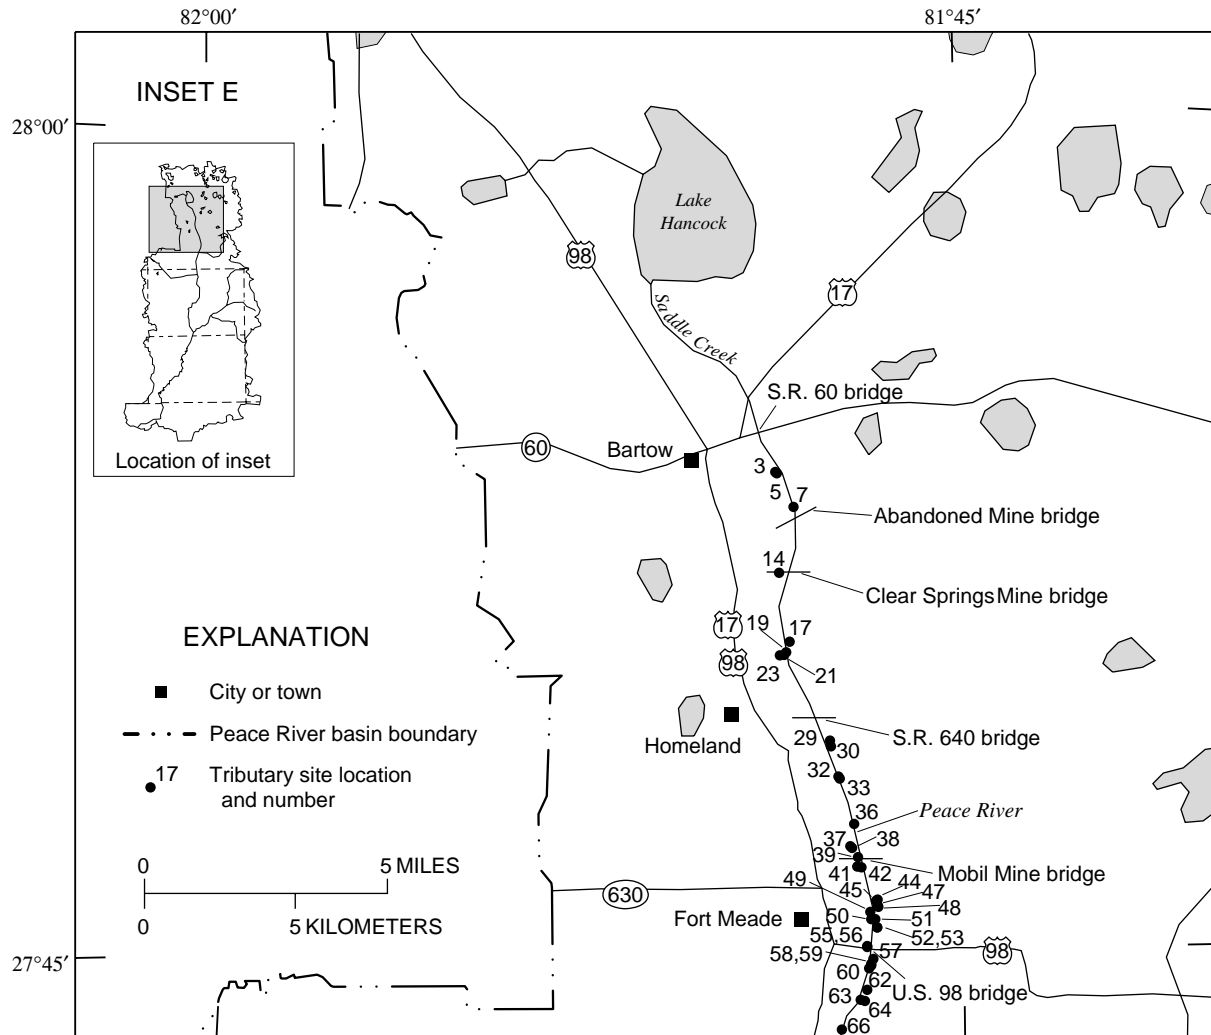 82°00′
81°45′
INSET E
28°00′
Lake
Hancock
98
17
Saddle Creek
S.R. 60 bridge
Location of inset
60
Bartow
3
5
7
Abandoned Mine bridge
14
Clear Springs Mine bridge
17
98
19
17
23
21
EXPLANATION
City or town
Peace River basin boundary
17
Tributary site location
and number
Homeland
S.R. 640 bridge
29
30
32
33
36
Peace River
37
38
39
Mobil Mine bridge
41
42
0
5 MILES
0
5 KILOMETERS
630
49
45
44
47
48
Fort Meade
50
51
55,56
52,53
57
58,59
98
27°45′
60
62
U.S. 98 bridge
63
64
66